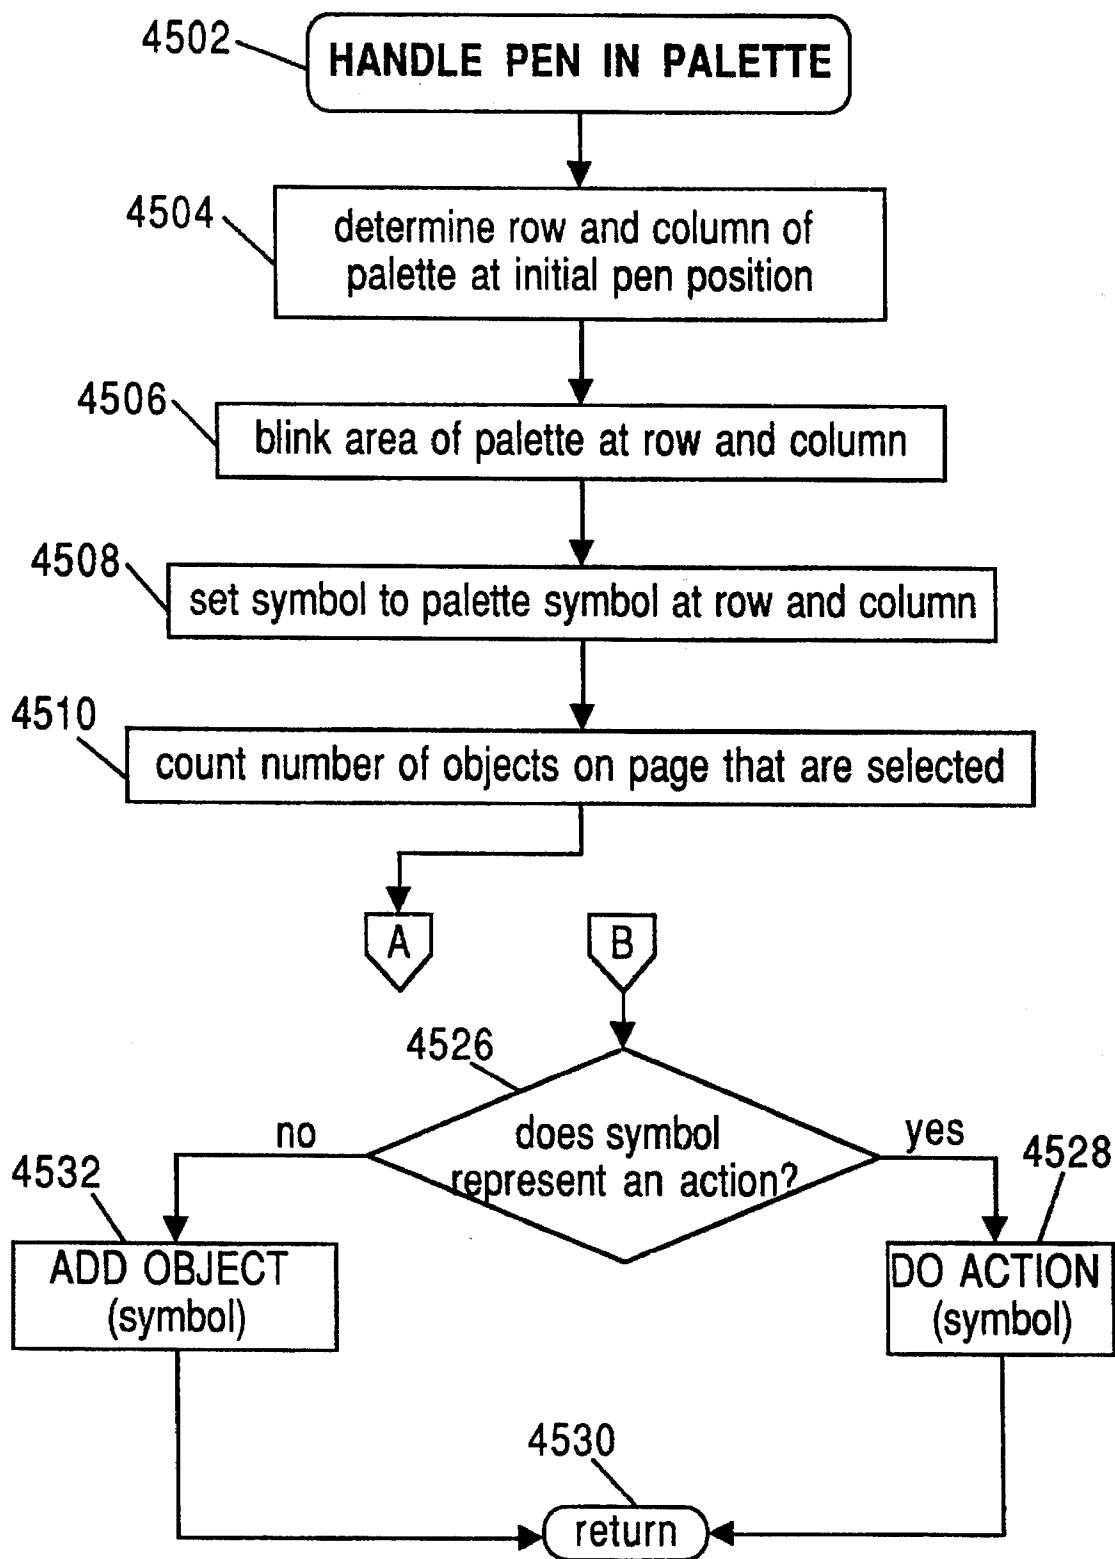 4502
HANDLE PEN IN PALETTE
4504
determine row and column of
palette at initial pen position
4506
blink area of palette at row and column
4508
set symbol to palette symbol at row and column
4510
count number of objects on page that are selected
A
B
4526
does symbol
represent an action?
no
yes
4532
4528
ADD OBJECT
(symbol)
DO ACTION
(symbol)
4530
return